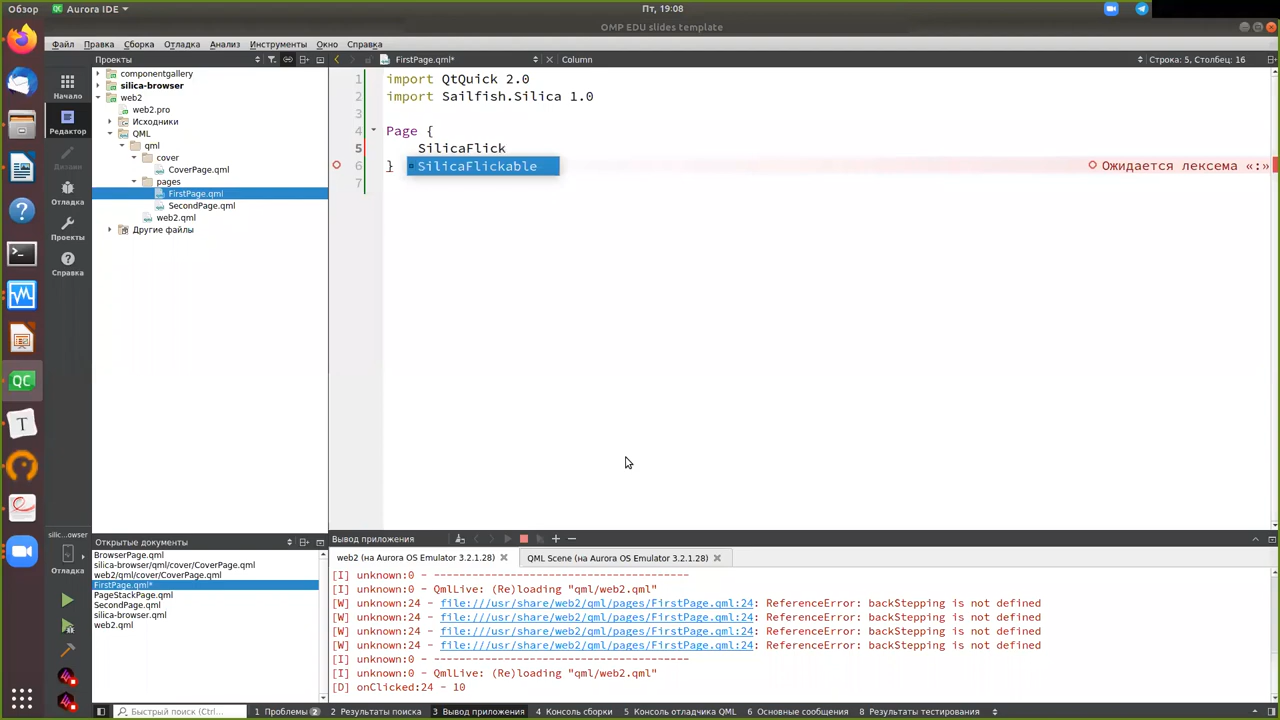 Обзор
Aurora IDE
Пт, 19:08
OMP EDU slides template
Файл Правка Сборка Отладка Анализ Инструменты Окно Справка
Проекты
FirstPage.qml*
Column
Строка: 5, Столбец: 16
Начало
Редактор
Дизайн
Отладка
Проекты
Справка
componentgallery
silica-browser
web2
web2.pro
Исходники
QML
qml
cover
CoverPage.qml
pages
FirstPage.qml
SecondPage.qml
web2.qml
Другие файлы
1 import QtQuick 2.0
2 import Sailfish.Silica 1.0
3
4 Page {
5 SilicaFlick
6 } SilicaFlickable
Ожидается лексема «:»
7
silic…owser
Отладка
Открытые документы
BrowserPage.qml
silica-browser/qml/cover/CoverPage.qml
web2/qml/cover/CoverPage.qml
FirstPage.qml*
PageStackPage.qml
SecondPage.qml
silica-browser.qml
web2.qml
Вывод приложения
web2 (на Aurora OS Emulator 3.2.1.28)
QML Scene (на Aurora OS Emulator 3.2.1.28)
[I] unknown:0 - ----------------------------------------
[I] unknown:0 - QmlLive: (Re)loading "qml/web2.qml"
[W] unknown:24 - file:///usr/share/web2/qml/pages/FirstPage.qml:24: ReferenceError: backStepping is not defined
[W] unknown:24 - file:///usr/share/web2/qml/pages/FirstPage.qml:24: ReferenceError: backStepping is not defined
[W] unknown:24 - file:///usr/share/web2/qml/pages/FirstPage.qml:24: ReferenceError: backStepping is not defined
[W] unknown:24 - file:///usr/share/web2/qml/pages/FirstPage.qml:24: ReferenceError: backStepping is not defined
[I] unknown:0 - ----------------------------------------
[I] unknown:0 - QmlLive: (Re)loading "qml/web2.qml"
[D] onClicked:24 - 10
Быстрый поиск (Ctrl…
1 Проблемы 2
2 Результаты поиска
3 Вывод приложения
4 Консоль сборки
5 Консоль отладчика QML
6 Основные сообщения
8 Результаты тестирования